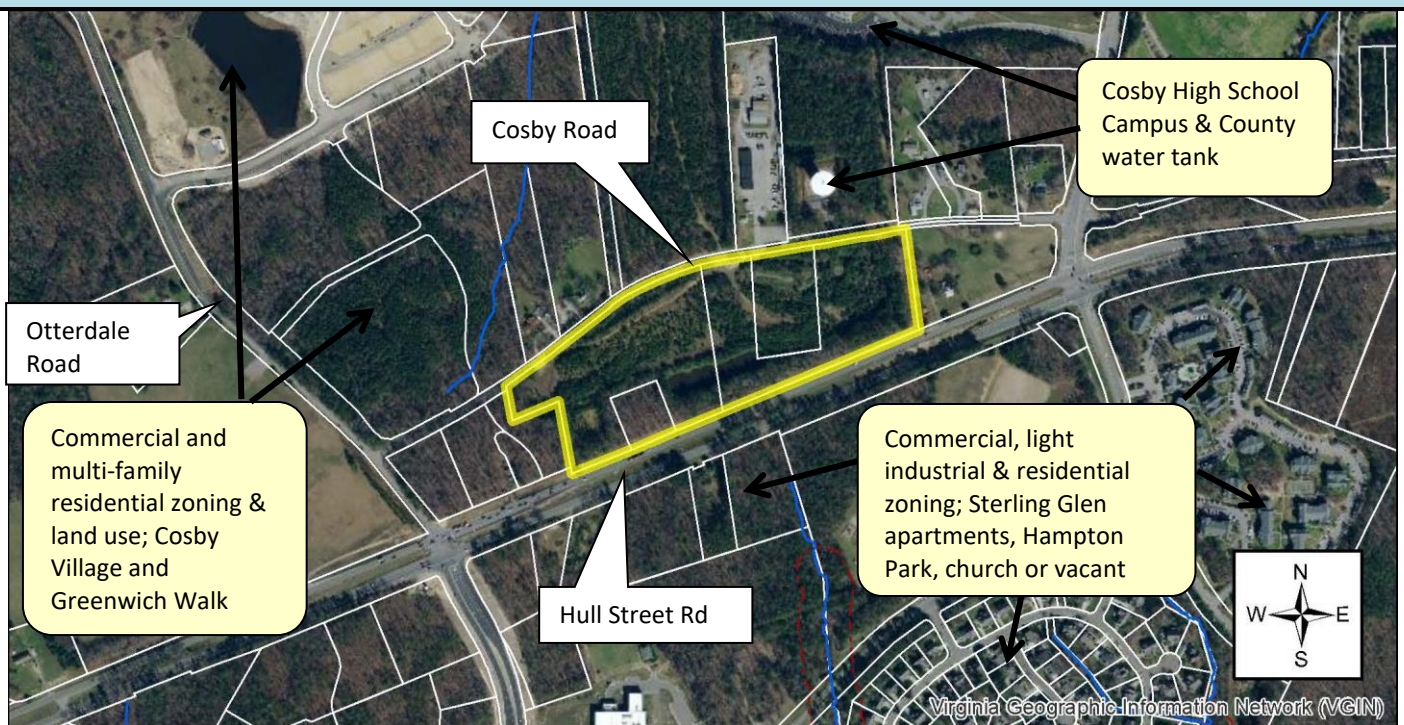 Cosby High School
Campus & County
water tank
Cosby Road
Otterdale
Road
Commercial and
multi-family
residential zoning &
land use; Cosby
Village and
Greenwich Walk
Commercial, light
industrial & residential
zoning; Sterling Glen
apartments, Hampton
Park, church or vacant
Hull Street Rd
N
W E
S
Virginia Geographic Information Network (VGIN)